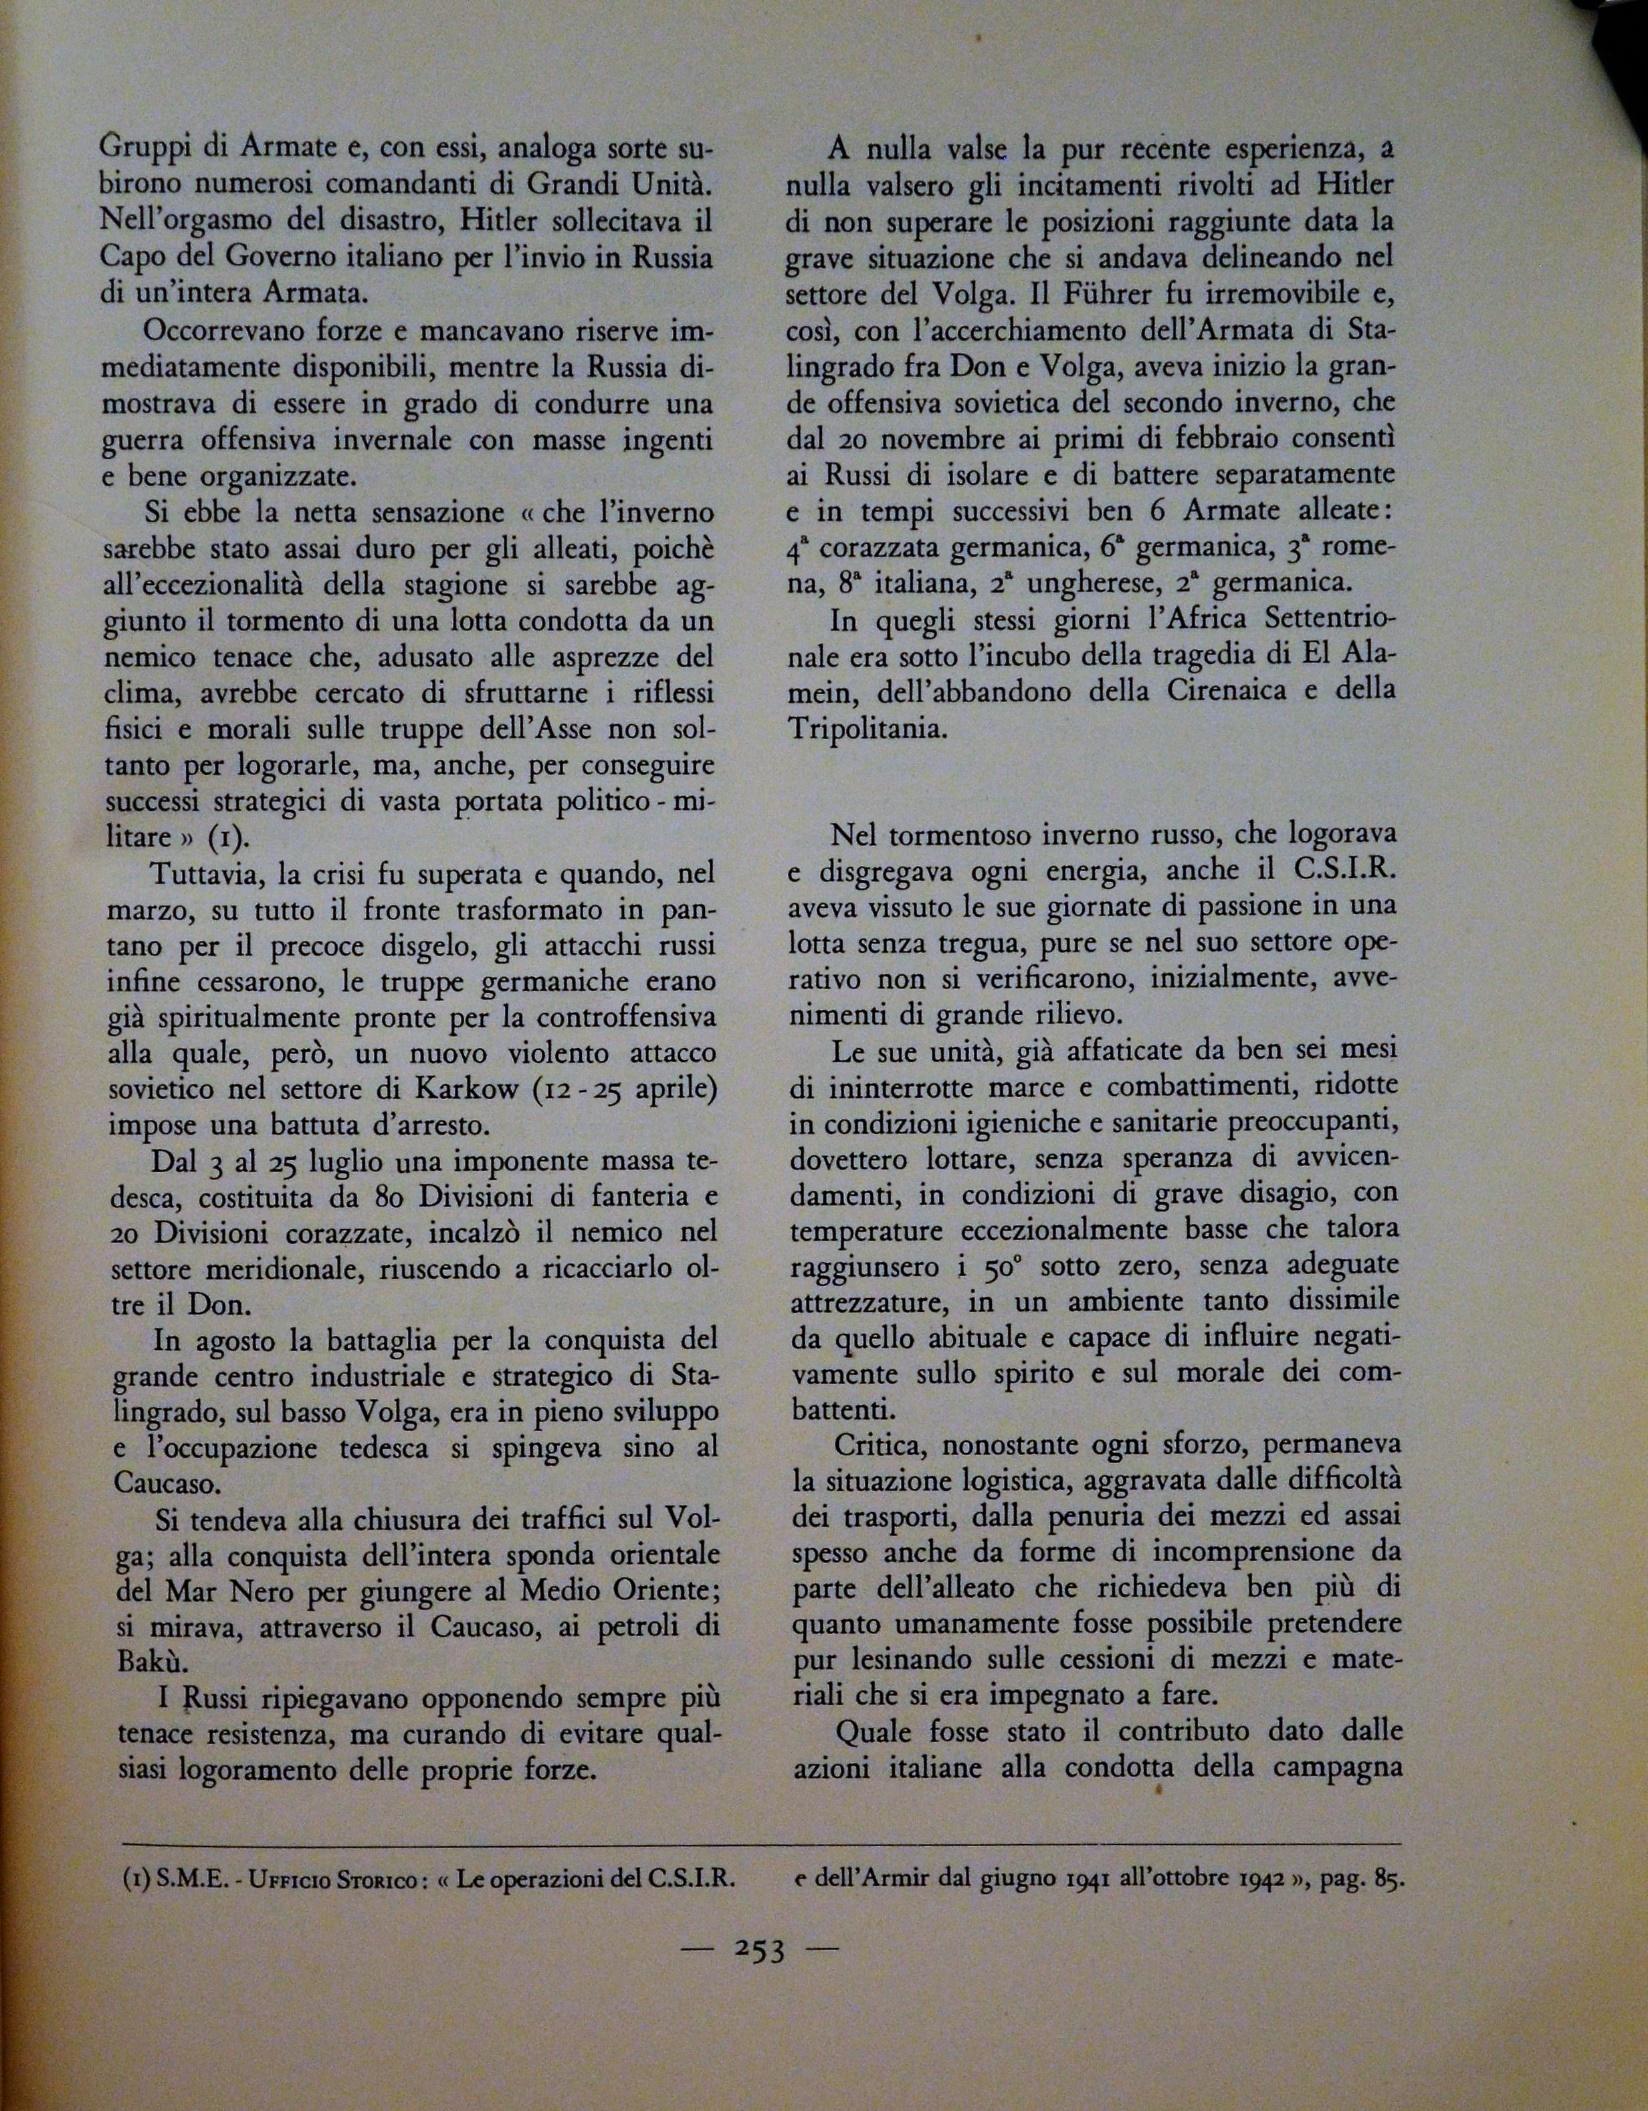 Gruppi di Armate e, con essi, analoga sorte su-
birono numerosi comandanti di Grandi Unità.
Nell'orgasmo del disastro, Hitler sollecitava il
Capo del Governo italiano per l'invio in Russia
di un'intera Armata.
Occorrevano forze e mancavano riserve im-
mediatamente disponibili, mentre la Russia di-
mostrava di essere in grado di condurre una
guerra offensiva invernale con masse ingenti
e bene organizzate.
Si ebbe la netta sensazione « che l'inverno
sarebbe stato assai duro per gli alleati, poichè
all'eccezionalità della stagione si sarebbe ag-
giunto il tormento di una lotta condotta da un
nemico tenace che, adusato alle asprezze del
clima, avrebbe cercato di sfruttarne i riflessi
fisici e morali sulle truppe dell'Asse non sol-
tanto per logorarle, ma, anche, per conseguire
successi strategici di vasta portata politico - mi-
litare » (1).
Tuttavia, la crisi fu superata e quando, nel
marzo, su tutto il fronte trasformato in pan-
tano per il precoce disgelo, gli attacchi russi
infine cessarono, le truppe germaniche erano
già spiritualmente pronte per la controffensiva
alla quale, però, un nuovo violento attacco
sovietico nel settore di Karkow (12 - 25 aprile)
impose una battuta d'arresto.
Dal 3 al 25 luglio una imponente massa te-
desca, costituita da 80 Divisioni di fanteria e
20 Divisioni corazzate, incalzò il nemico nel
settore meridionale, riuscendo a ricacciarlo ol-
tre il Don.
In agosto la battaglia per la conquista del
grande centro industriale e strategico di Sta-
lingrado, sul basso Volga, era in pieno sviluppo
e l'occupazione tedesca si spingeva sino al
Caucaso.
Si tendeva alla chiusura dei traffici sul Vol-
ga; alla conquista dell'intera sponda orientale
del Mar Nero per giungere al Medio Oriente;
si mirava, attraverso il Caucaso, ai petroli di
Bakù.
I Russi ripiegavano opponendo sempre più
tenace resistenza, ma curando di evitare qual-
siasi logoramento delle proprie forze.
A nulla valse la pur recente esperienza, a
nulla valsero gli incitamenti rivolti ad Hitler
di non superare le posizioni raggiunte data la
grave situazione che si andava delineando nel
settore del Volga. Il Führer fu irremovibile e,
così, con l'accerchiamento dell'Armata di Sta-
lingrado fra Don e Volga, aveva inizio la gran-
de offensiva sovietica del secondo inverno, che
dal 20 novembre ai primi di febbraio consentì
ai Russi di isolare e di battere separatamente
e in tempi successivi ben 6 Armate alleate:
4ª corazzata germanica, 6ª germanica, 3ª rome-
na, 8ª italiana, 2ª ungherese, 2ª germanica.
In quegli stessi giorni l'Africa Settentrio-
nale era sotto l'incubo della tragedia di El Ala-
mein, dell'abbandono della Cirenaica e della
Tripolitania.
Nel tormentoso inverno russo, che logorava
e disgregava ogni energia, anche il C.S.I.R.
aveva vissuto le sue giornate di passione in una
lotta senza tregua, pure se nel suo settore ope-
rativo non si verificarono, inizialmente, avve-
nimenti di grande rilievo.
Le sue unità, già affaticate da ben sei mesi
di ininterrotte marce e combattimenti, ridotte
in condizioni igieniche e sanitarie preoccupanti,
dovettero lottare, senza speranza di avvicen-
damenti, in condizioni di grave disagio, con
temperature eccezionalmente basse che talora
raggiunsero i 50° sotto zero, senza adeguate
attrezzature, in un ambiente tanto dissimile
da quello abituale e capace di influire negati-
vamente sullo spirito e sul morale dei com-
battenti.
Critica, nonostante ogni sforzo, permaneva
la situazione logistica, aggravata dalle difficoltà
dei trasporti, dalla penuria dei mezzi ed assai
spesso anche da forme di incomprensione da
parte dell'alleato che richiedeva ben più di
quanto umanamente fosse possibile pretendere
pur lesinando sulle cessioni di mezzi e mate-
riali che si era impegnato a fare.
Quale fosse stato il contributo dato dalle
azioni italiane alla condotta della campagna
(1) S.M.E. - Ufficio Storico : « Le operazioni del C.S.I.R.
e dell'Armir dal giugno 1941 all'ottobre 1942 », pag. 85.
— 253 —